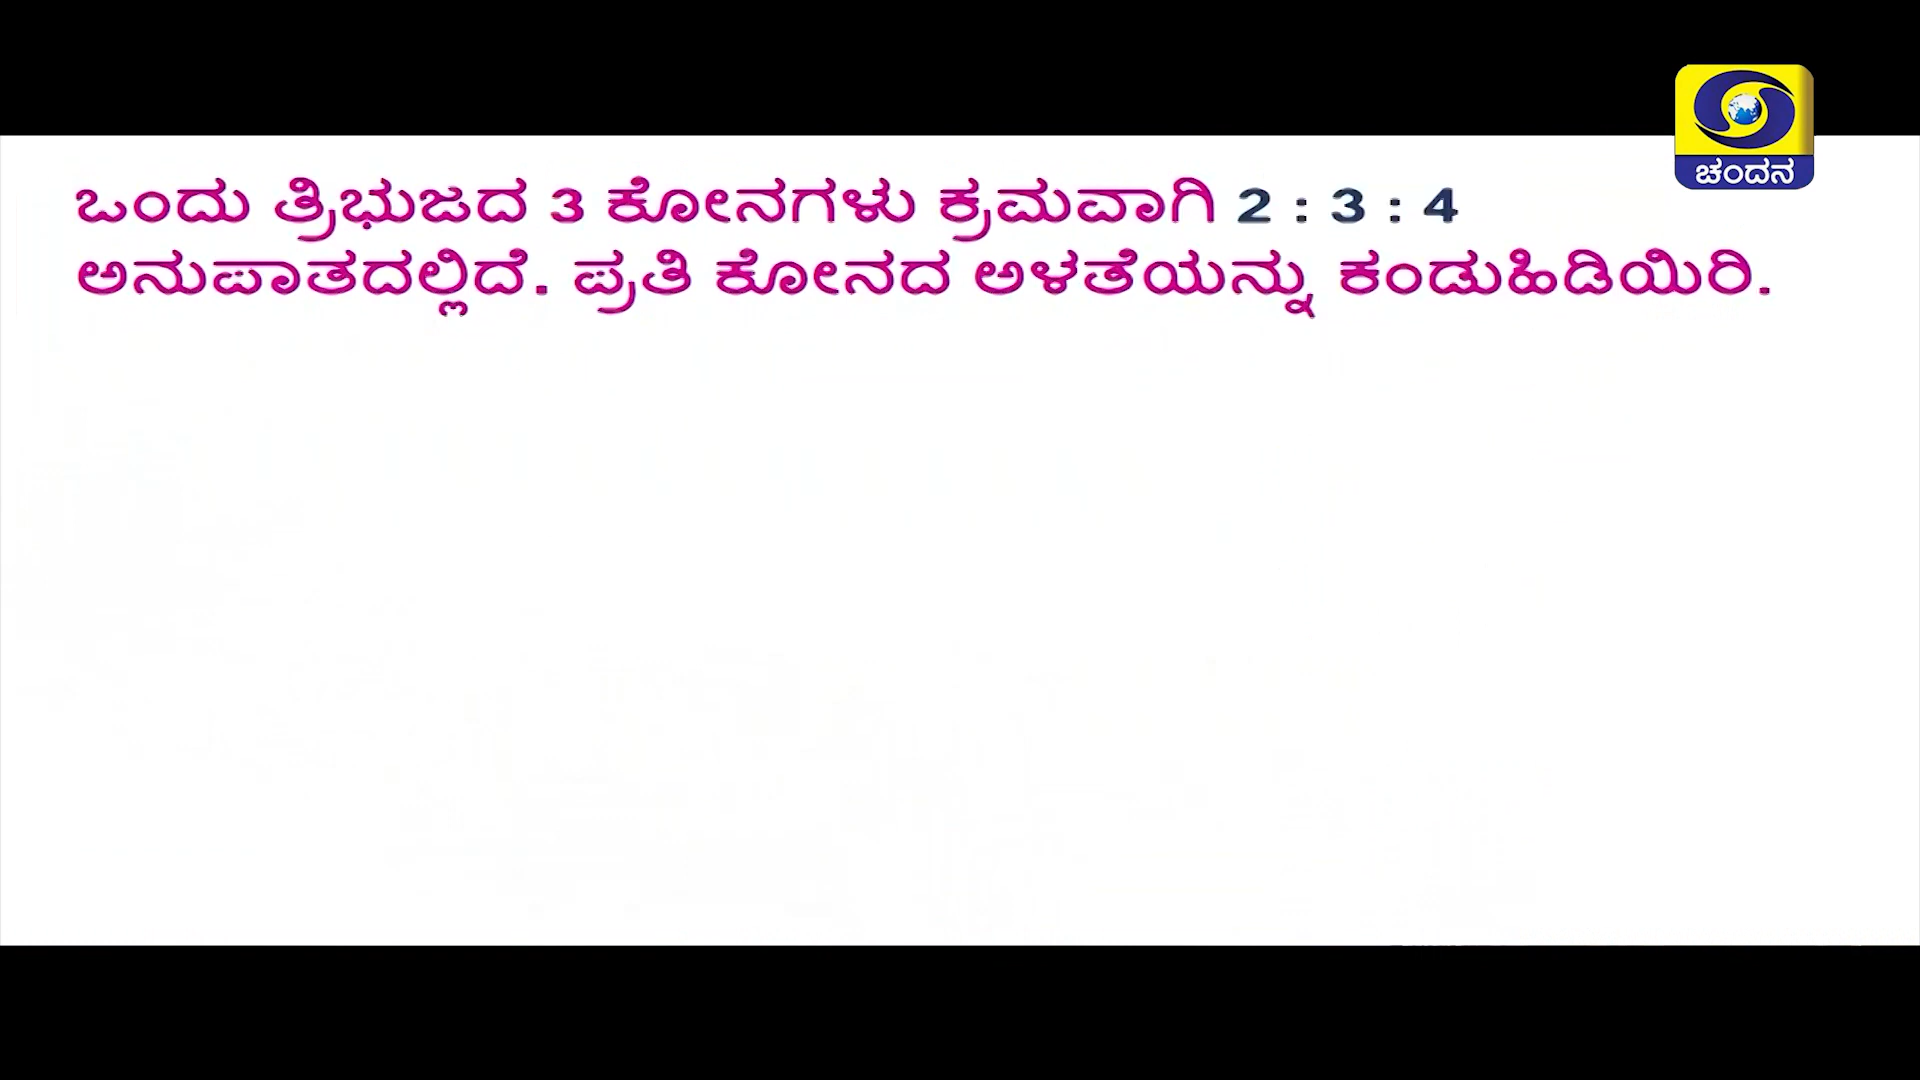 ಚಂದನ
ಒಂದು ತ್ರಿಭುಜದ 3 ಕೋನಗಳು ಕ್ರಮವಾಗಿ 2 : 3 : 4
ಅನುಪಾತದಲ್ಲಿದೆ. ಪ್ರತಿ ಕೋನದ ಅಳತೆಯನ್ನು ಕಂಡುಹಿಡಿಯಿರಿ.